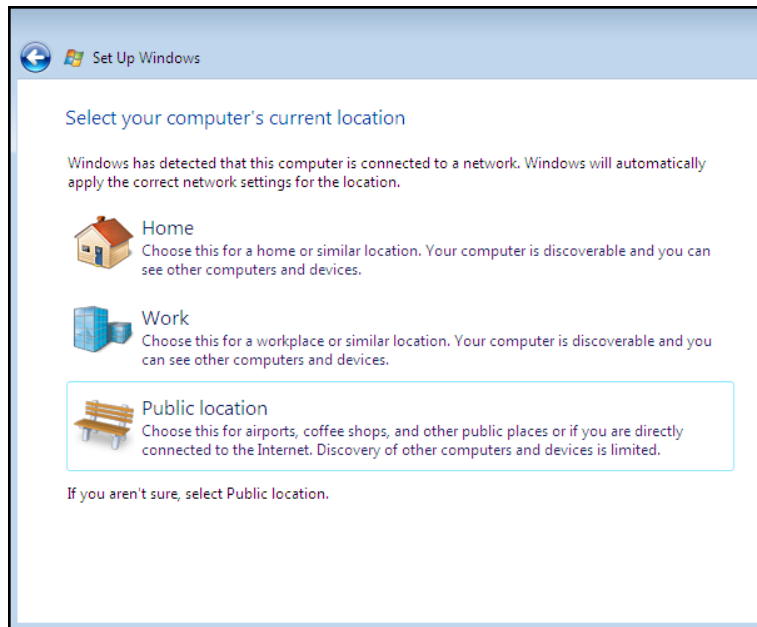 Set Up Windows
Select your computer's current location
Windows has detected that this computer is connected to a network. Windows will automatically
apply the correct network settings for the location.
Home
Choose this for a home or similar location. Your computer is discoverable and you can
see other computers and devices.
Work
Choose this for a workplace or similar location. Your computer is discoverable and you
can see other computers and devices.
Public location
Choose this for airports, coffee shops, and other public places or if you are directly
connected to the Internet. Discovery of other computers and devices is limited.
If you aren't sure, select Public location.